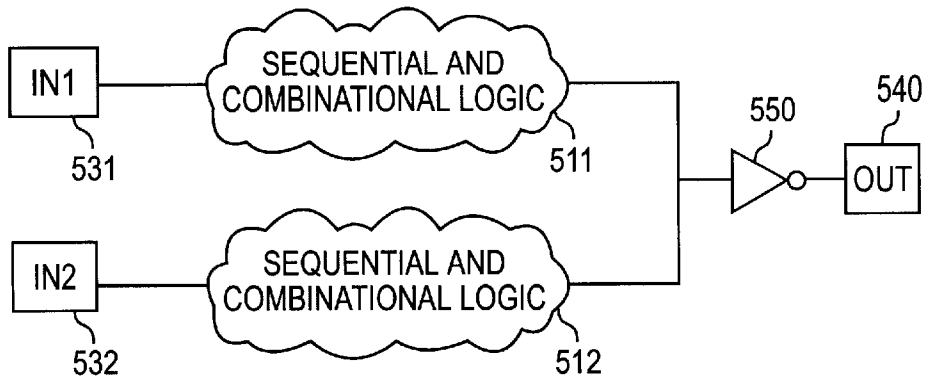 IN1
531
SEQUENTIAL AND
COMBINATIONAL LOGIC
511
550
540
OUT
IN2
532
SEQUENTIAL AND
COMBINATIONAL LOGIC
512